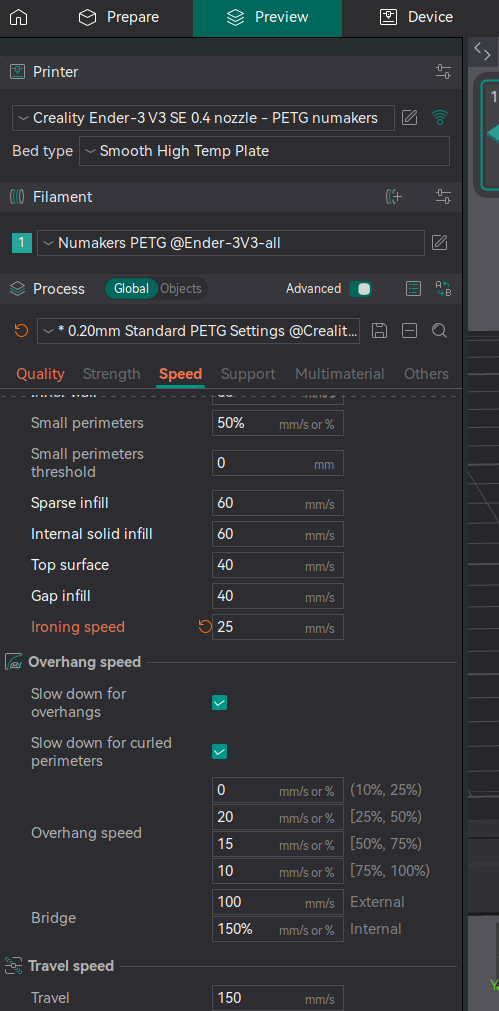 Prepare Preview Device
Printer
Creality Ender-3 V3 SE 0.4 nozzle - PETG numakers
Bed type Smooth High Temp Plate
1
Filament
1 Numakers PETG @Ender-3V3-all
Process Global Objects Advanced
* 0.20mm Standard PETG Settings @Crealit...
Quality Strength Speed Support Multimaterial Others
Small perimeters 50% mm/s or %
Small perimeters
threshold
0 mm
Sparse infill 60 mm/s
Internal solid infill 60 mm/s
Top surface 40 mm/s
Gap infill 40 mm/s
Ironing speed 25 mm/s
Overhang speed
Slow down for
overhangs
Slow down for curled
perimeters
Overhang speed
0 mm/s or % (10%, 25%)
20 mm/s or % [25%, 50%)
15 mm/s or % [50%, 75%)
10 mm/s or % [75%, 100%)
Bridge
100 mm/s External
150% mm/s or % Internal
Travel speed
Travel 150 mm/s